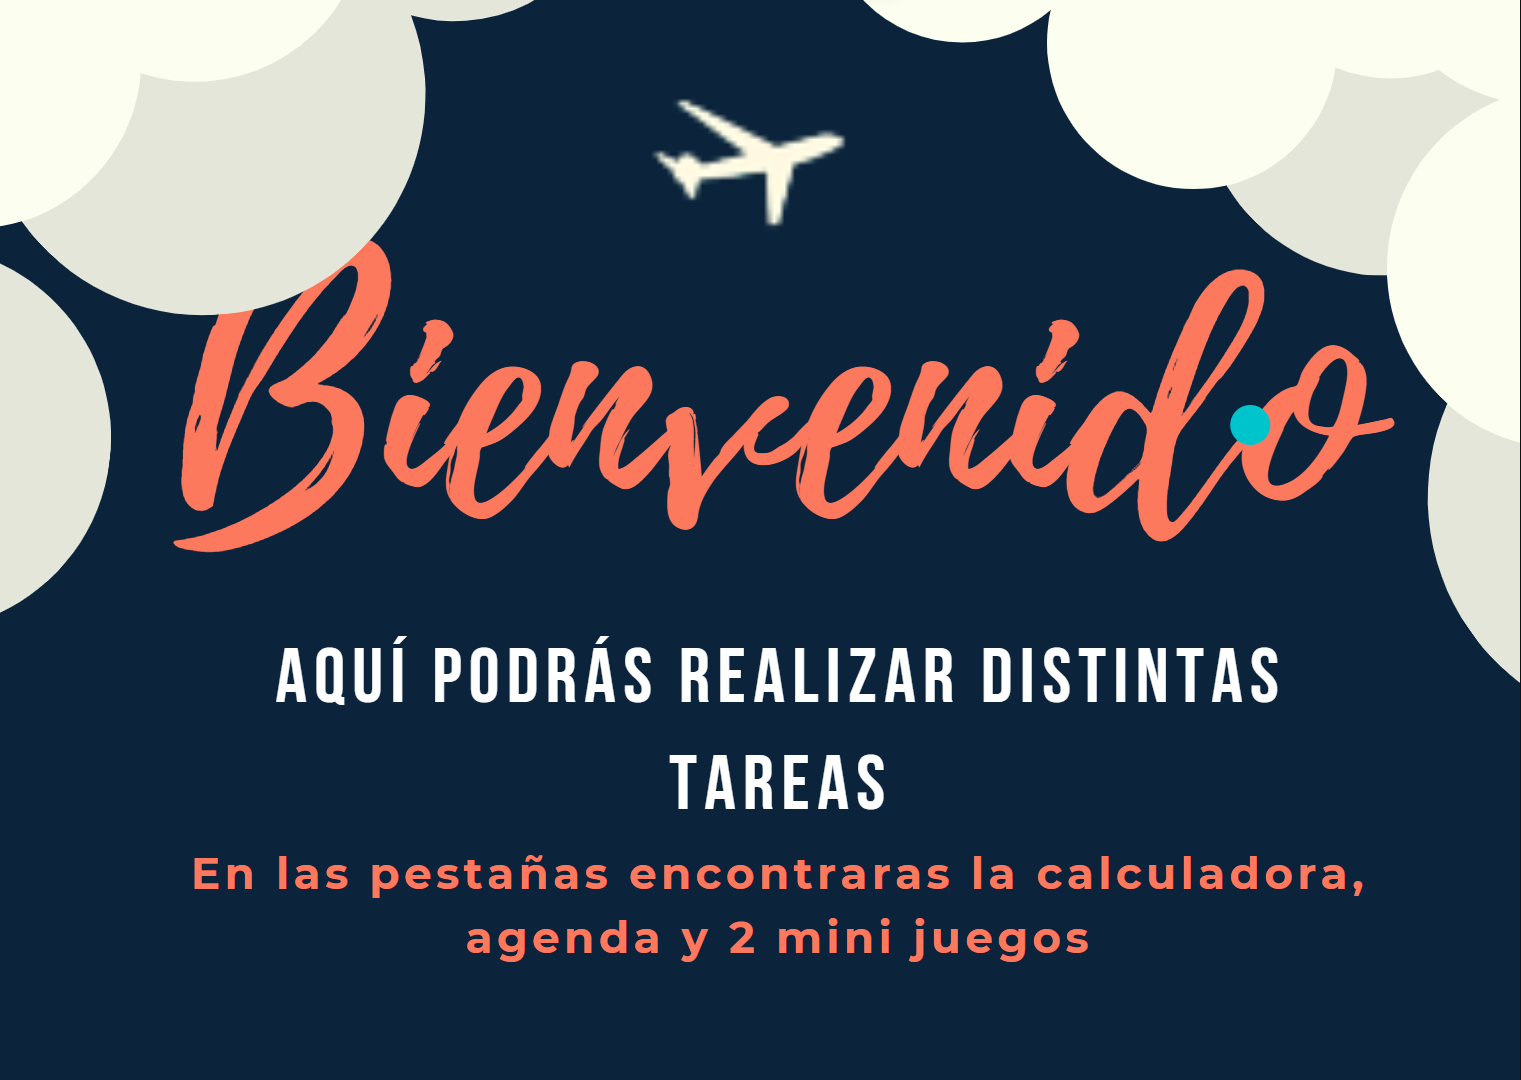 Bienvenido
AQUÍ PODRÁS REALIZAR DISTINTAS
TAREAS
En las pestañas encontraras la calculadora,
agenda y 2 mini juegos